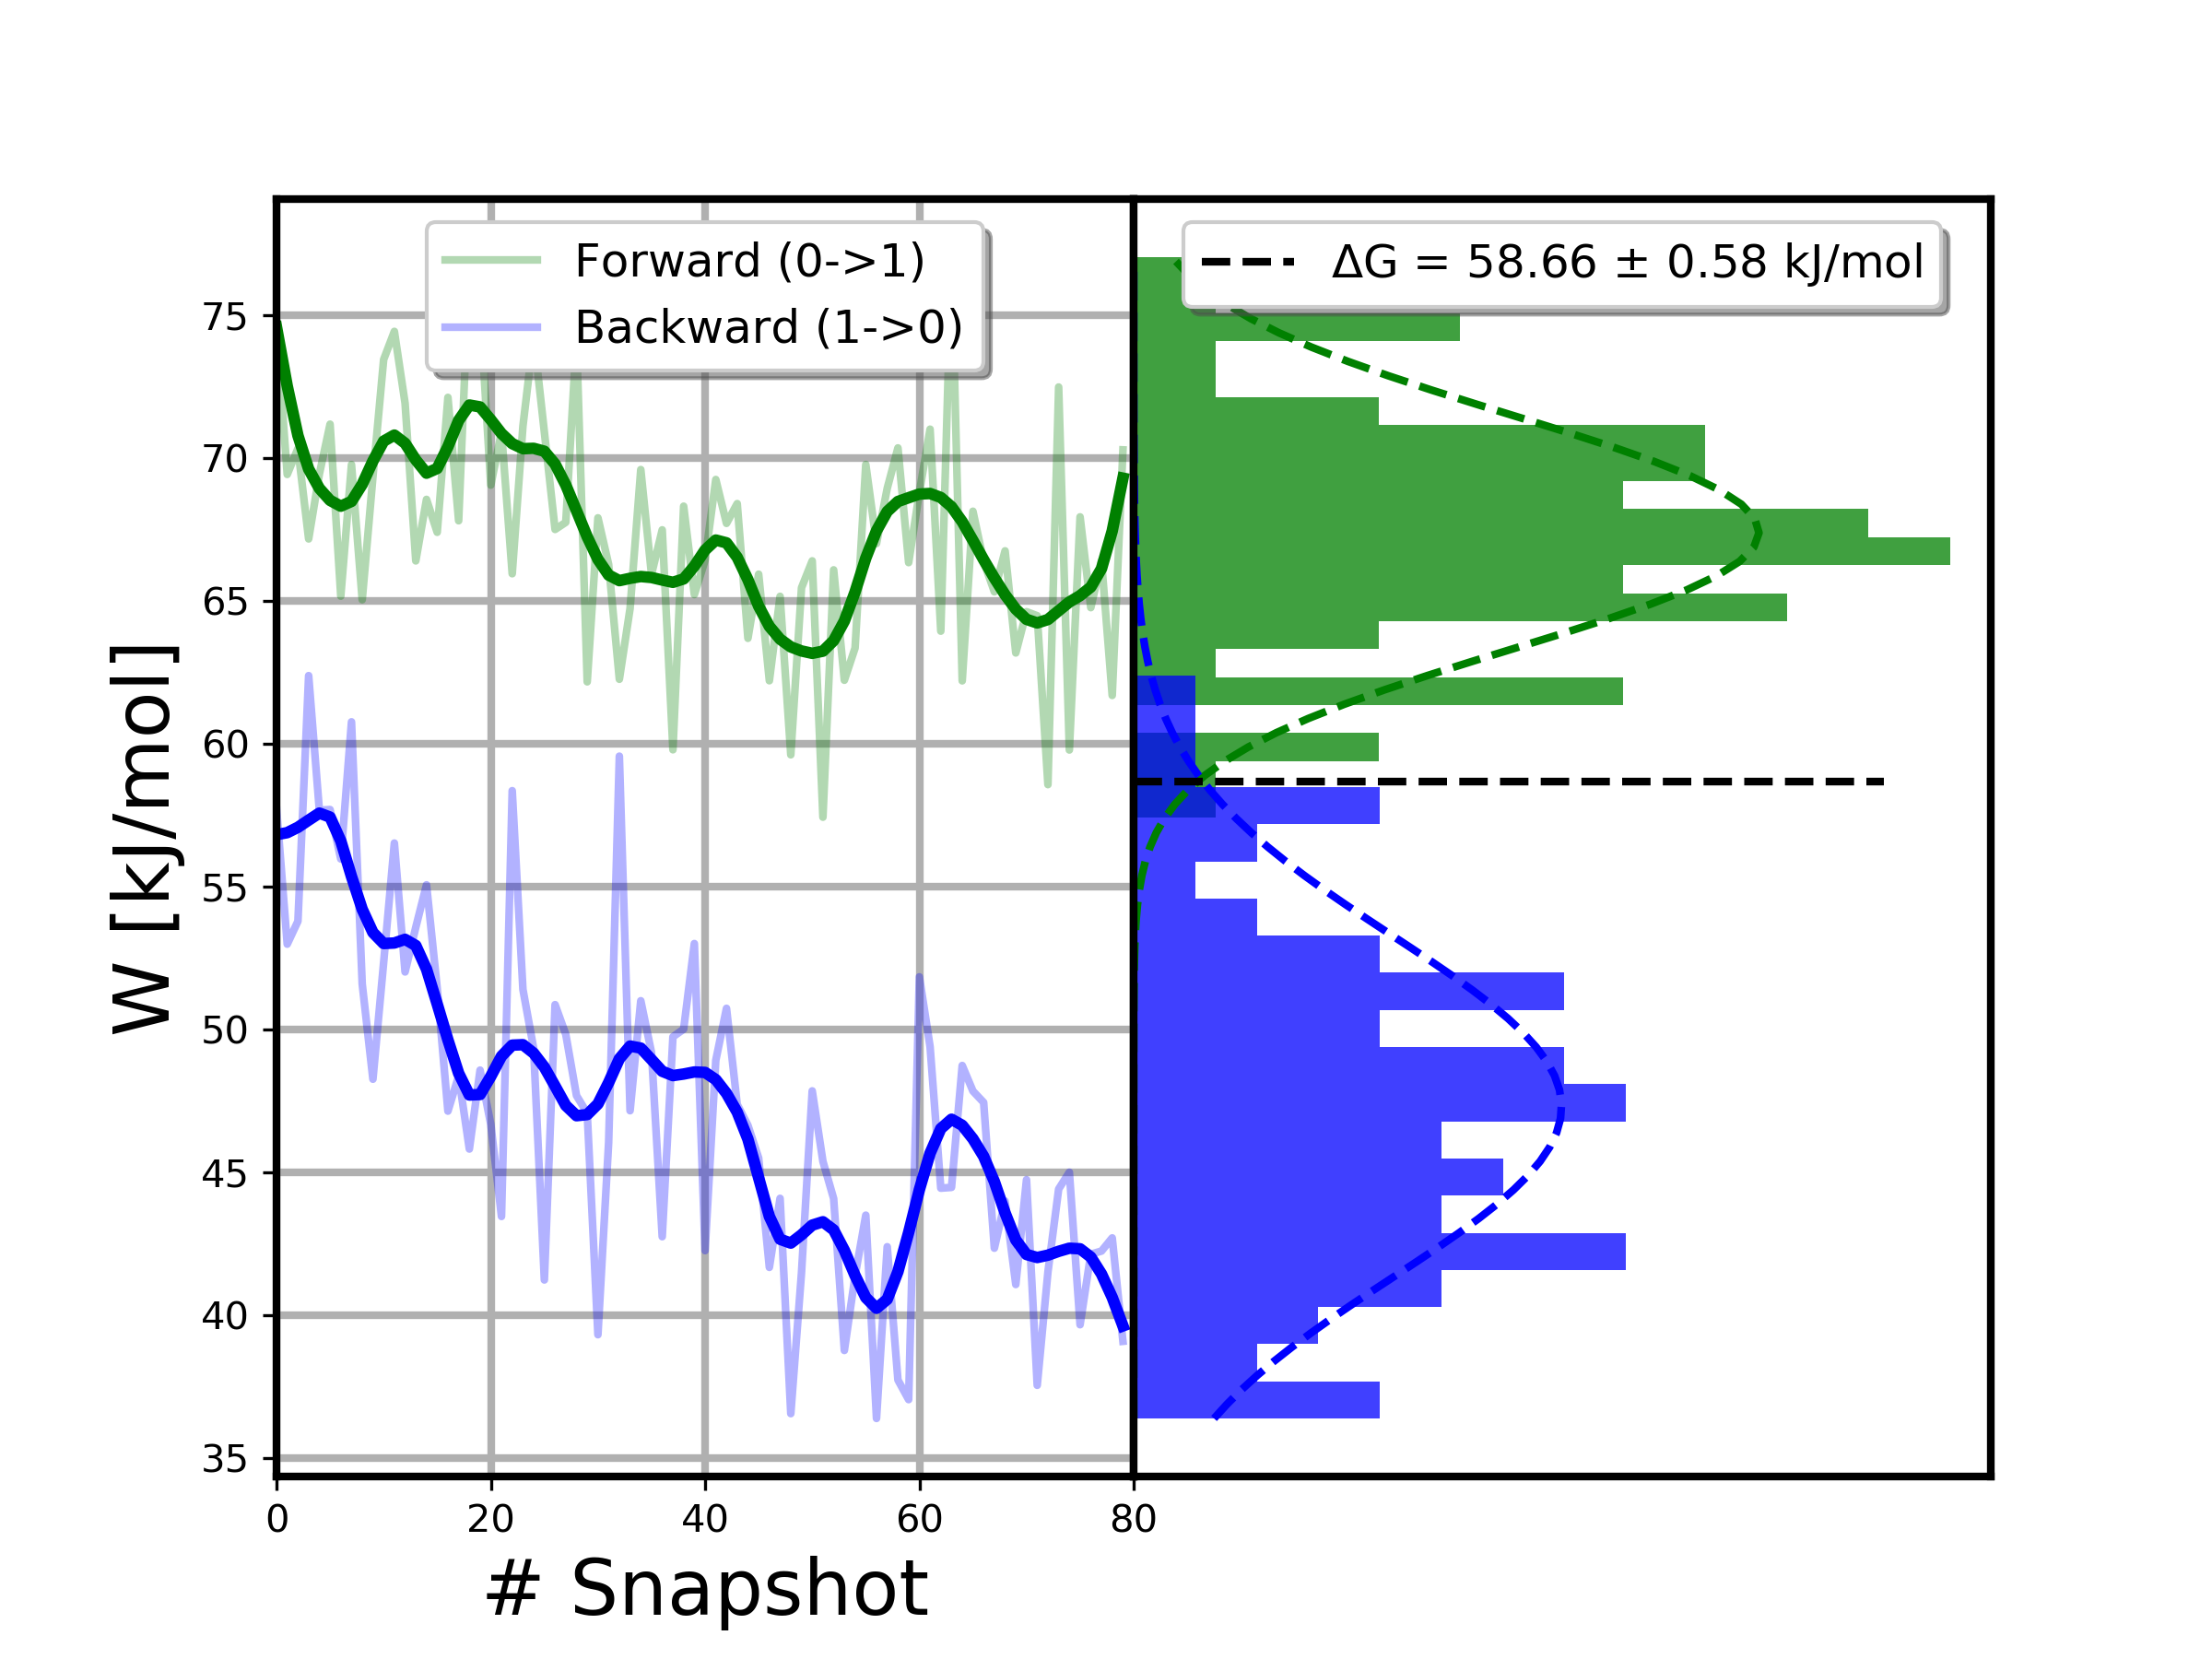 Forward (0->1)
Backward (1->0)
ΔG = 58.66 ± 0.58 kJ/mol
W [kJ/mol]
75
70
65
60
55
50
45
40
35
0 20 40 60 80
# Snapshot